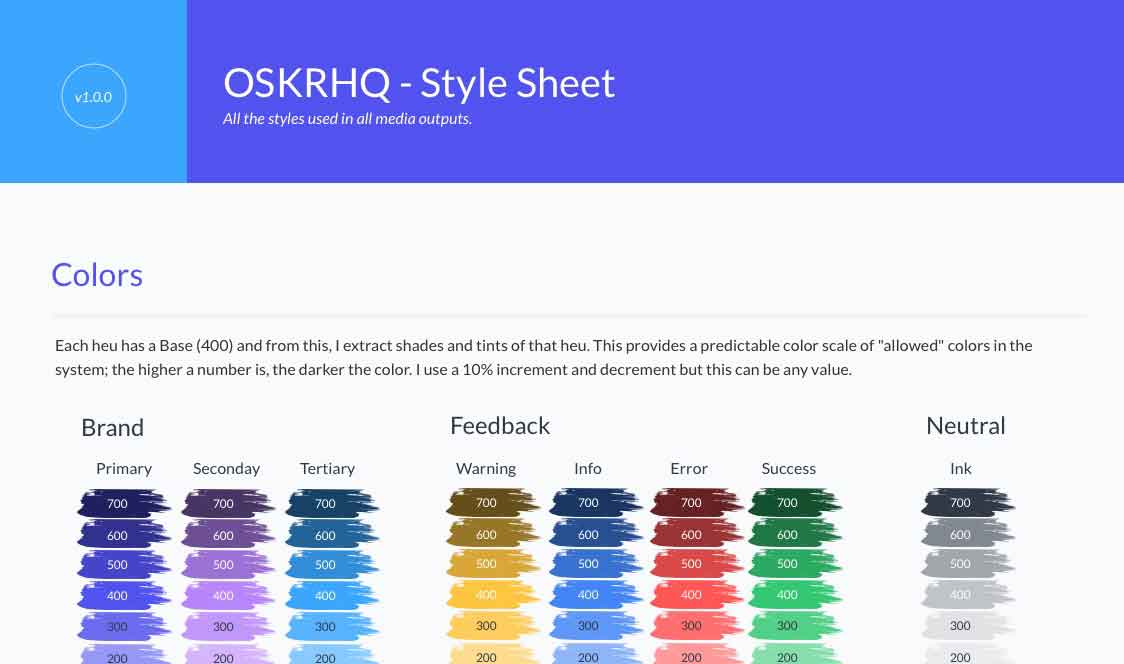 v1.0.0
OSKRHQ - Style Sheet
All the styles used in all media outputs.
Colors
Each heu has a Base (400) and from this, I extract shades and tints of that heu. This provides a predictable color scale of "allowed" colors in the
system; the higher a number is, the darker the color. I use a 10% increment and decrement but this can be any value.
Brand Feedback Neutral
Primary Seconday Tertiary Warning Info Error Success Ink
700 700 700 700 700 700 700 700
600 600 600 600 600 600 600 600
500 500 500 500 500 500 500 500
400 400 400 400 400 400 400 400
300 300 300 300 300 300 300 300
200 200 200 200 200 200 200 200